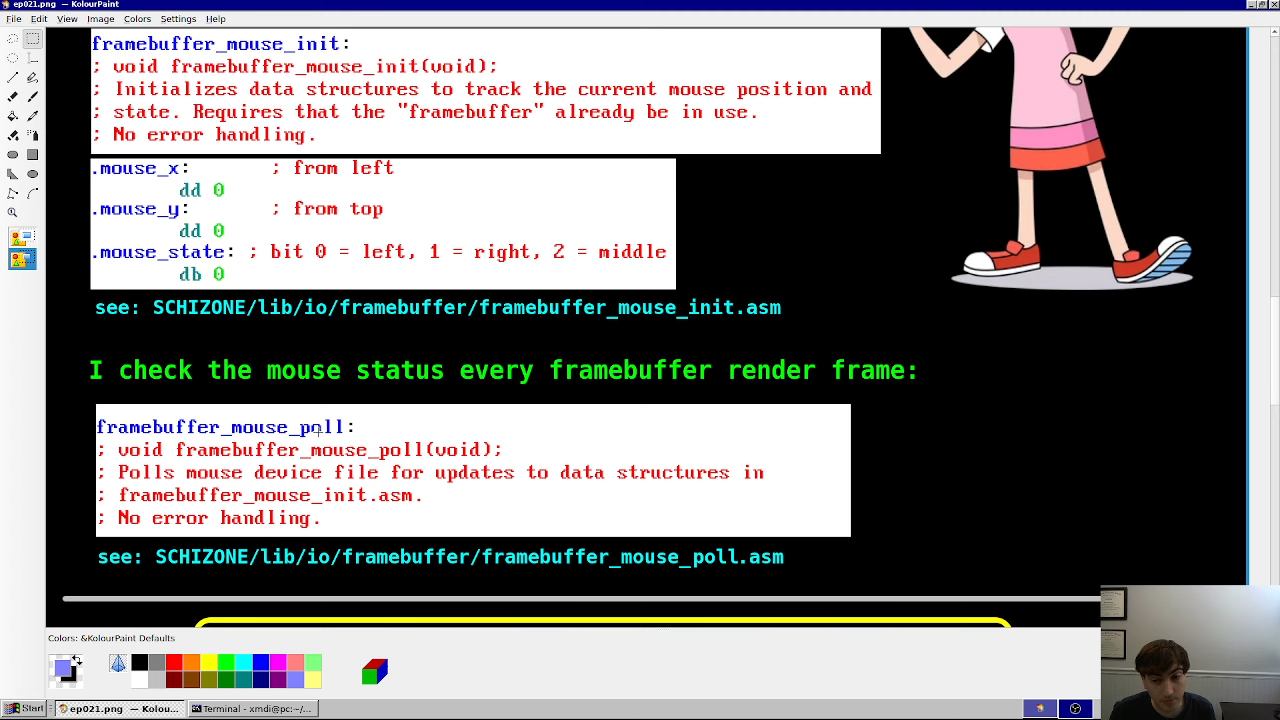 ep021.png — KolourPaint
File Edit View Image Colors Settings Help
framebuffer_mouse_init:
; void framebuffer_mouse_init(void);
; Initializes data structures to track the current mouse position and
; state. Requires that the "framebuffer" already be in use.
; No error handling.
.mouse_x: ; from left
dd 0
.mouse_y: ; from top
dd 0
.mouse_state: ; bit 0 = left, 1 = right, 2 = middle
db 0
see: SCHIZONE/lib/io/framebuffer/framebuffer_mouse_init.asm
I check the mouse status every framebuffer render frame:
framebuffer_mouse_poll:
; void framebuffer_mouse_poll(void);
; Polls mouse device file for updates to data structures in
; framebuffer_mouse_init.asm.
; No error handling.
see: SCHIZONE/lib/io/framebuffer/framebuffer_mouse_poll.asm
Colors: &KolourPaint Defaults
Start ep021.png — Kolou... Terminal - xmdi@pc:~/...